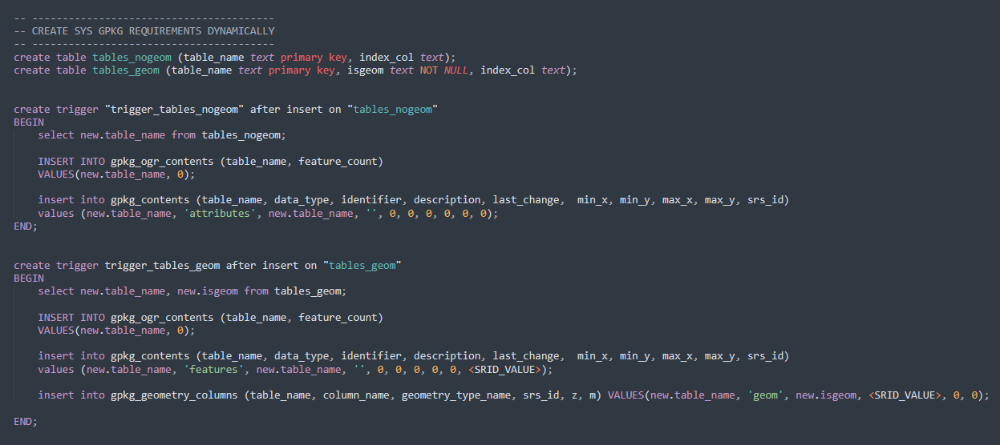 -- ----------------------------------------
-- CREATE SYS GPKG REQUIREMENTS DYNAMICALLY
-- ----------------------------------------
create table tables_nogeom (table_name text primary key, index_col text);
create table tables_geom (table_name text primary key, isgeom text NOT NULL, index_col text);
create trigger "trigger_tables_nogeom" after insert on "tables_nogeom"
BEGIN
select new.table_name from tables_nogeom;
INSERT INTO gpkg_ogr_contents (table_name, feature_count)
VALUES(new.table_name, 0);
insert into gpkg_contents (table_name, data_type, identifier, description, last_change,  min_x, min_y, max_x, max_y, srs_id)
values (new.table_name, 'attributes', new.table_name, '', 0, 0, 0, 0, 0, 0);
END;
create trigger trigger_tables_geom after insert on "tables_geom"
BEGIN
select new.table_name, new.isgeom from tables_geom;
INSERT INTO gpkg_ogr_contents (table_name, feature_count)
VALUES(new.table_name, 0);
insert into gpkg_contents (table_name, data_type, identifier, description, last_change,  min_x, min_y, max_x, max_y, srs_id)
values (new.table_name, 'features', new.table_name, '', 0, 0, 0, 0, 0, <SRID_VALUE>);
insert into gpkg_geometry_columns (table_name, column_name, geometry_type_name, srs_id, z, m) VALUES(new.table_name, 'geom', new.isgeom, <SRID_VALUE>, 0, 0);
END;